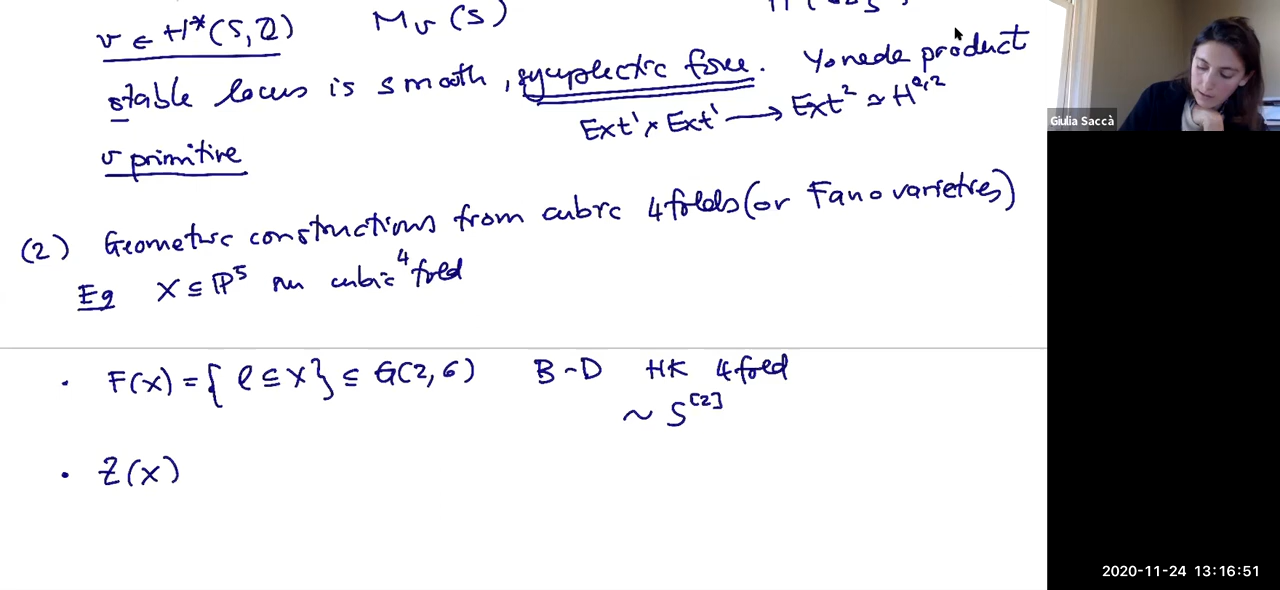 v ∈ H*(S,Z)   M_v(S)
stable locus is smooth, symplectic form. Yoneda product
Ext¹ × Ext¹ → Ext² ≃ H^{0,2}
v primitive
(2) Geometric constructions from cubic 4folds (or Fano varieties)
Eg X ⊆ P⁵ sm cubic 4fold
· F(X) = { ℓ ⊆ X } ⊆ G(2,6)   B-D   HK 4fold
~ S^{[2]}
· Z(X)
Giulia Saccà
2020-11-24 13:16:51